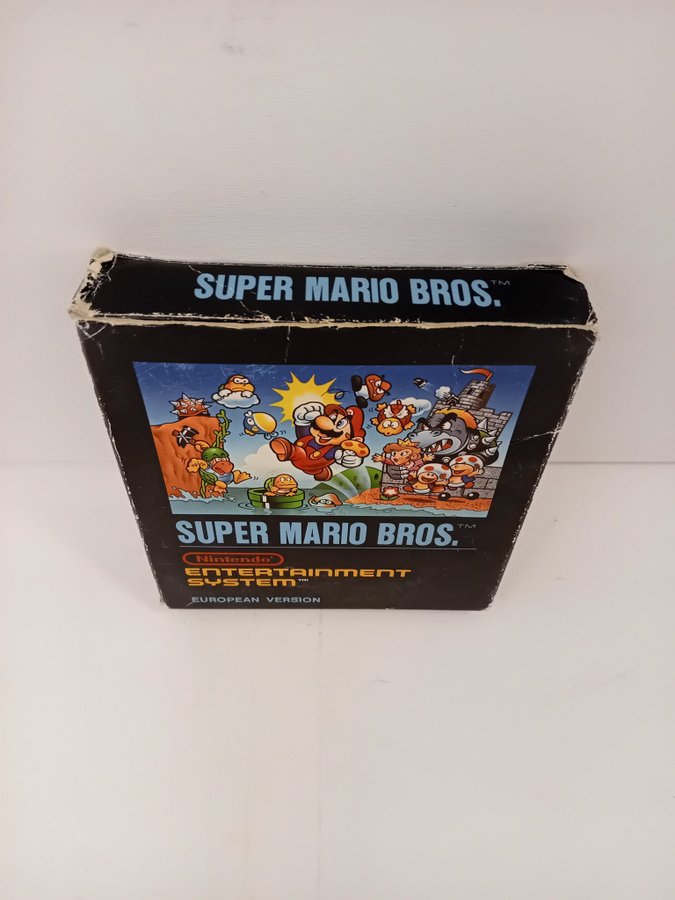 SUPER MARIO BROS.™
SUPER MARIO BROS.™
Nintendo
ENTERTAINMENT
SYSTEM™
EUROPEAN VERSION